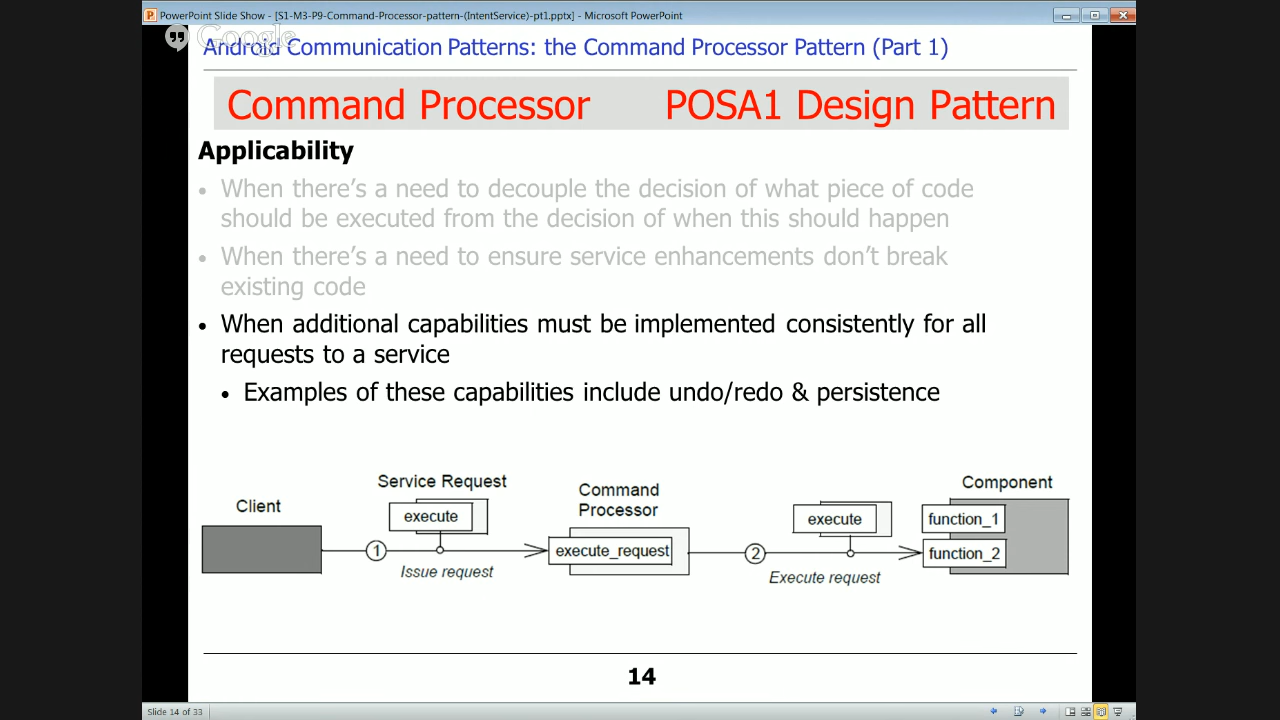 PowerPoint Slide Show - [S1-M3-P9-Command-Processor-pattern-(IntentService)-pt1.pptx] - Microsoft PowerPoint
Google
Android Communication Patterns: the Command Processor Pattern (Part 1)
Command Processor POSA1 Design Pattern
Applicability
• When there's a need to decouple the decision of what piece of code
should be executed from the decision of when this should happen
• When there's a need to ensure service enhancements don't break
existing code
• When additional capabilities must be implemented consistently for all
requests to a service
• Examples of these capabilities include undo/redo & persistence
Client
Service Request
execute
1
Issue request
Command
Processor
execute_request
2
execute
Execute request
Component
function_1
function_2
14
Slide 14 of 33